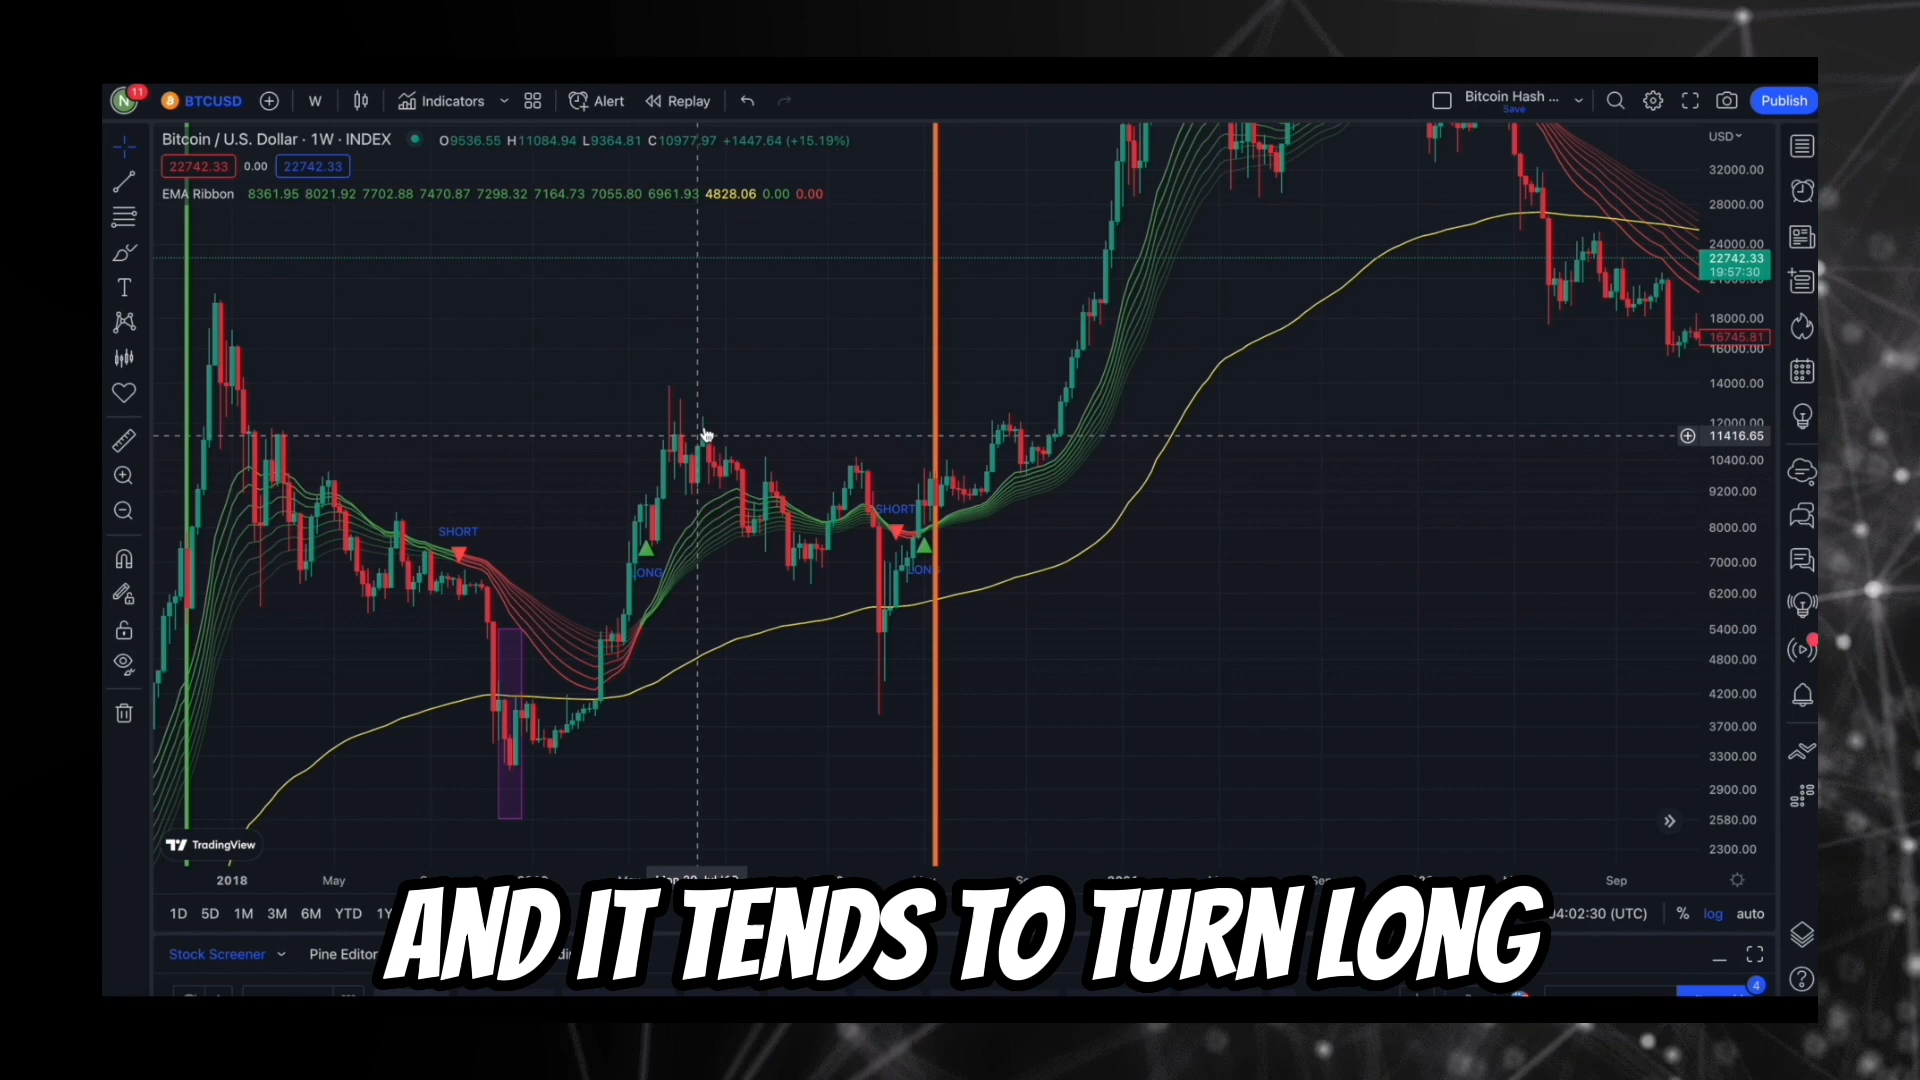 N 11 BTCUSD W Indicators Alert Replay Bitcoin Hash ... Save Publish
Bitcoin / U.S. Dollar · 1W · INDEX O9536.55 H11084.94 L9364.81 C10977.97 +1447.64 (+15.19%)
22742.33 0.00 22742.33
EMA Ribbon 8361.95 8021.92 7702.88 7470.87 7298.32 7164.73 7055.80 6961.93 4828.06 0.00 0.00
USD
32000.00
28000.00
24000.00
22742.33
19:57:30
18000.00
16745.81
16000.00
14000.00
12000.00
11416.65
10400.00
9200.00
8000.00
7000.00
6200.00
5400.00
4800.00
4200.00
3700.00
3300.00
2900.00
2580.00
2300.00
SHORT
LONG
SHORT
LONG
TradingView
2018 May Sep
1D 5D 1M 3M 6M YTD 1Y 04:02:30 (UTC) % log auto
Stock Screener Pine Editor
4
AND IT TENDS TO TURN LONG